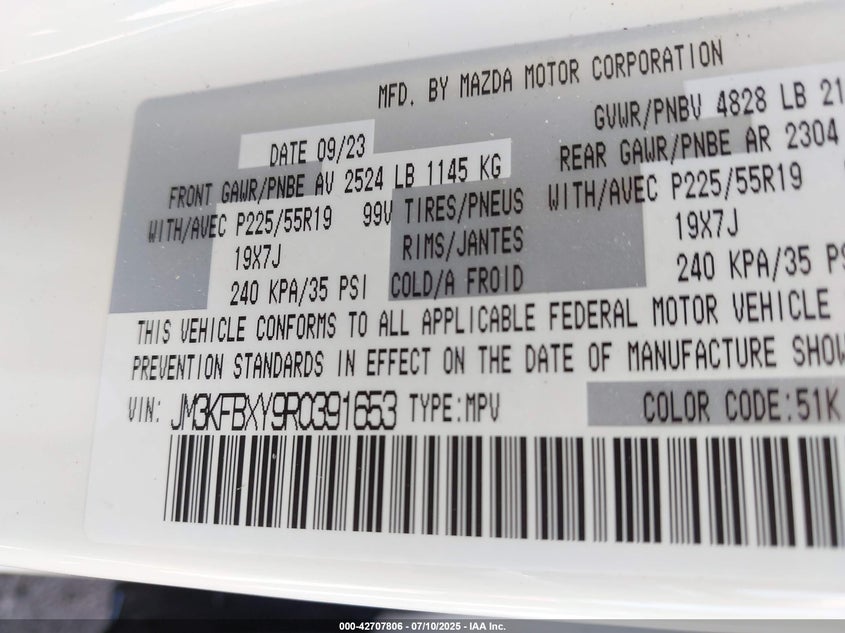 MFD. BY MAZDA MOTOR CORPORATION
DATE 09/23
GVWR/PNBV 4828 LB 21
FRONT GAWR/PNBE AV 2524 LB 1145 KG
REAR GAWR/PNBE AR 2304
WITH/AVEC P225/55R19 99V TIRES/PNEUS WITH/AVEC P225/55R19
19X7J RIMS/JANTES 19X7J
240 KPA/35 PSI COLD/A FROID 240 KPA/35 PS
THIS VEHICLE CONFORMS TO ALL APPLICABLE FEDERAL MOTOR VEHICLE
PREVENTION STANDARDS IN EFFECT ON THE DATE OF MANUFACTURE SHOW
VIN: JM3KFBXY9R0391653 TYPE:MPV COLOR CODE:51K
000-42707806 - 07/10/2025 - IAA Inc.